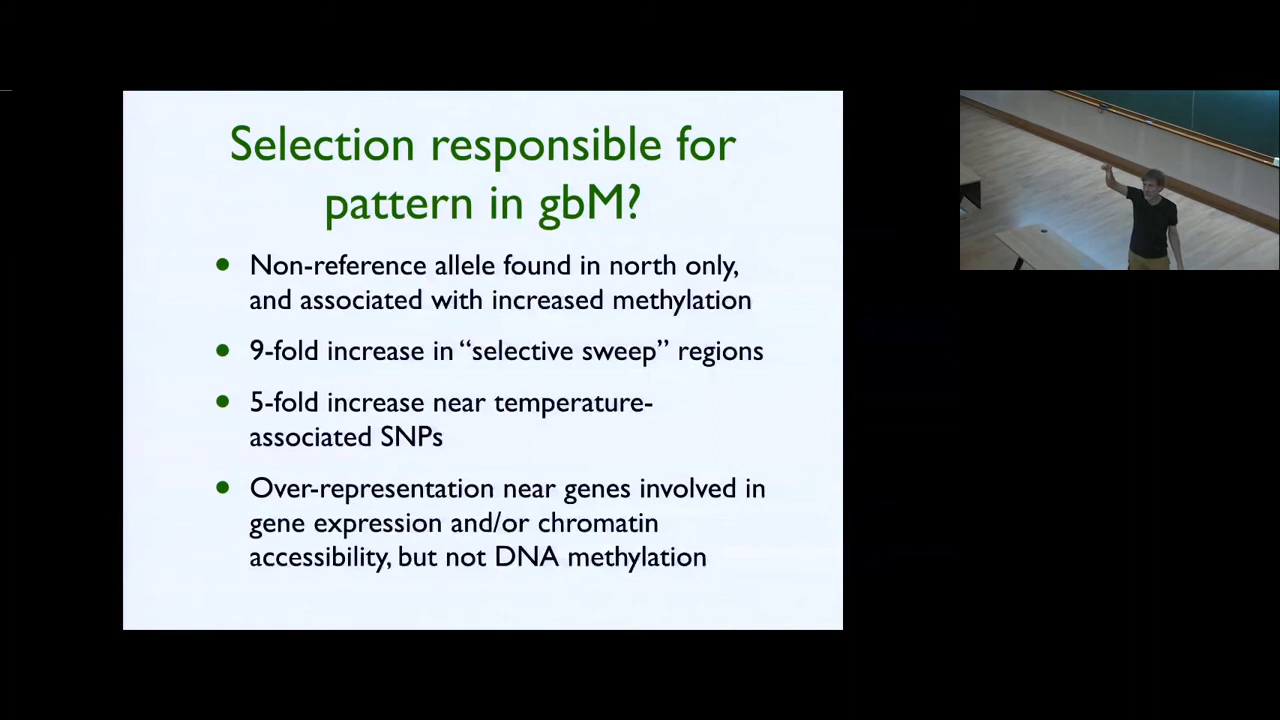 Selection responsible for
pattern in gbM?
• Non-reference allele found in north only,
and associated with increased methylation
• 9-fold increase in “selective sweep” regions
• 5-fold increase near temperature-
associated SNPs
• Over-representation near genes involved in
gene expression and/or chromatin
accessibility, but not DNA methylation